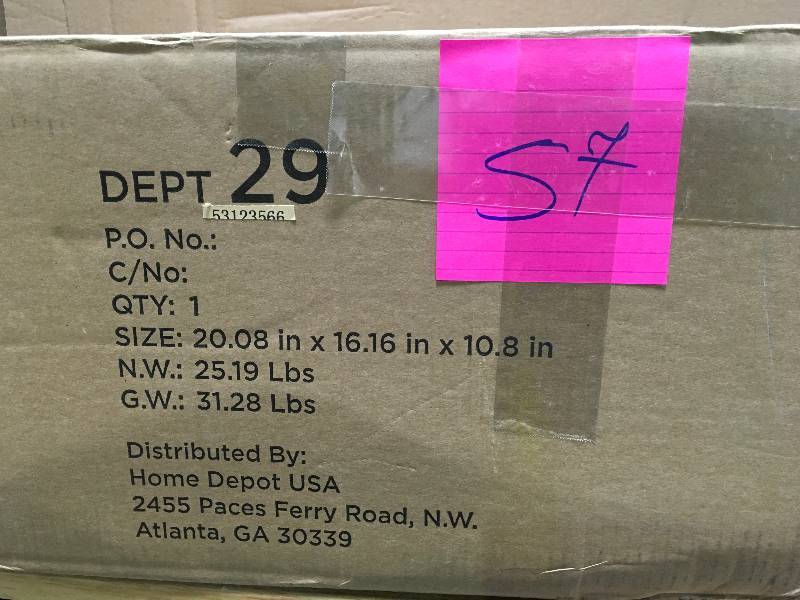 DEPT 29
53123566
P.O. No.:
C/No:
QTY: 1
SIZE: 20.08 in x 16.16 in x 10.8 in
N.W.: 25.19 Lbs
G.W.: 31.28 Lbs
Distributed By:
Home Depot USA
2455 Paces Ferry Road, N.W.
Atlanta, GA 30339
57